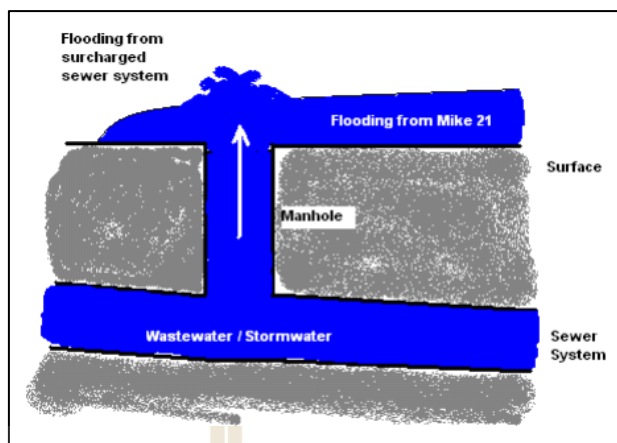 Flooding from
surcharged
sewer system
Flooding from Mike 21
Surface
Manhole
Wastewater / Stormwater
Sewer
System